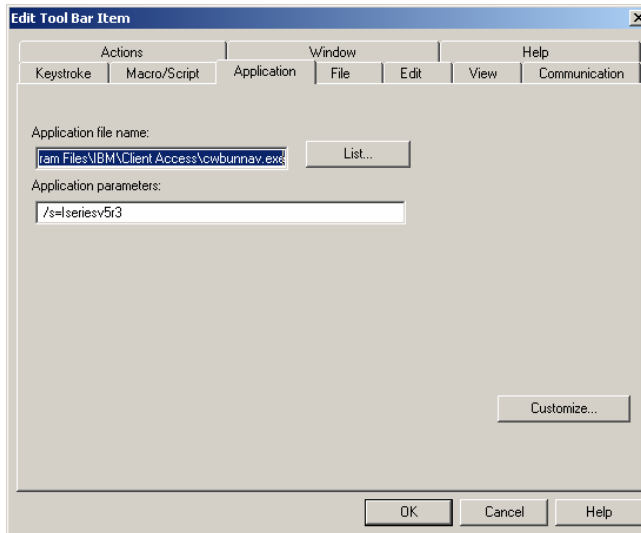 Edit Tool Bar Item
Actions Window Help
Keystroke Macro/Script Application File Edit View Communication
Application file name:
ram Files\IBM\Client Access\cwbunnav.exe
List...
Application parameters:
/s=Iseriesv5r3
Customize...
OK Cancel Help